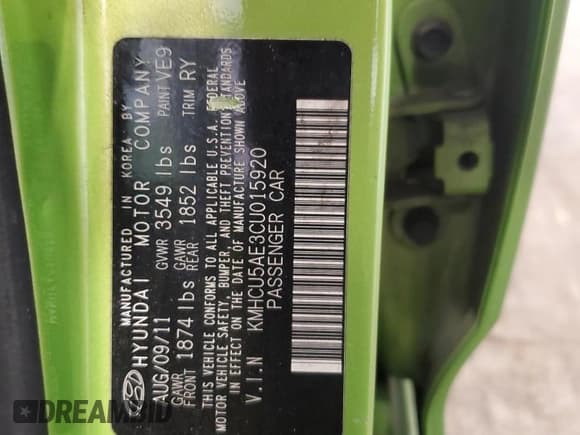 MANUFACTURED IN KOREA BY
HYUNDAI MOTOR COMPANY
AUG/09/11 GVWR 3549 lbs PAINT VE9
GAWR FRONT 1874 lbs GAWR REAR 1852 lbs TRIM RY
THIS VEHICLE CONFORMS TO ALL APPLICABLE U.S.A. FEDERAL
MOTOR VEHICLE SAFETY, BUMPER, AND THEFT PREVENTION STANDARDS
IN EFFECT ON THE DATE OF MANUFACTURE SHOWN ABOVE
V.I.N KMHCU5AE3CU015920
PASSENGER CAR
DREAMBID